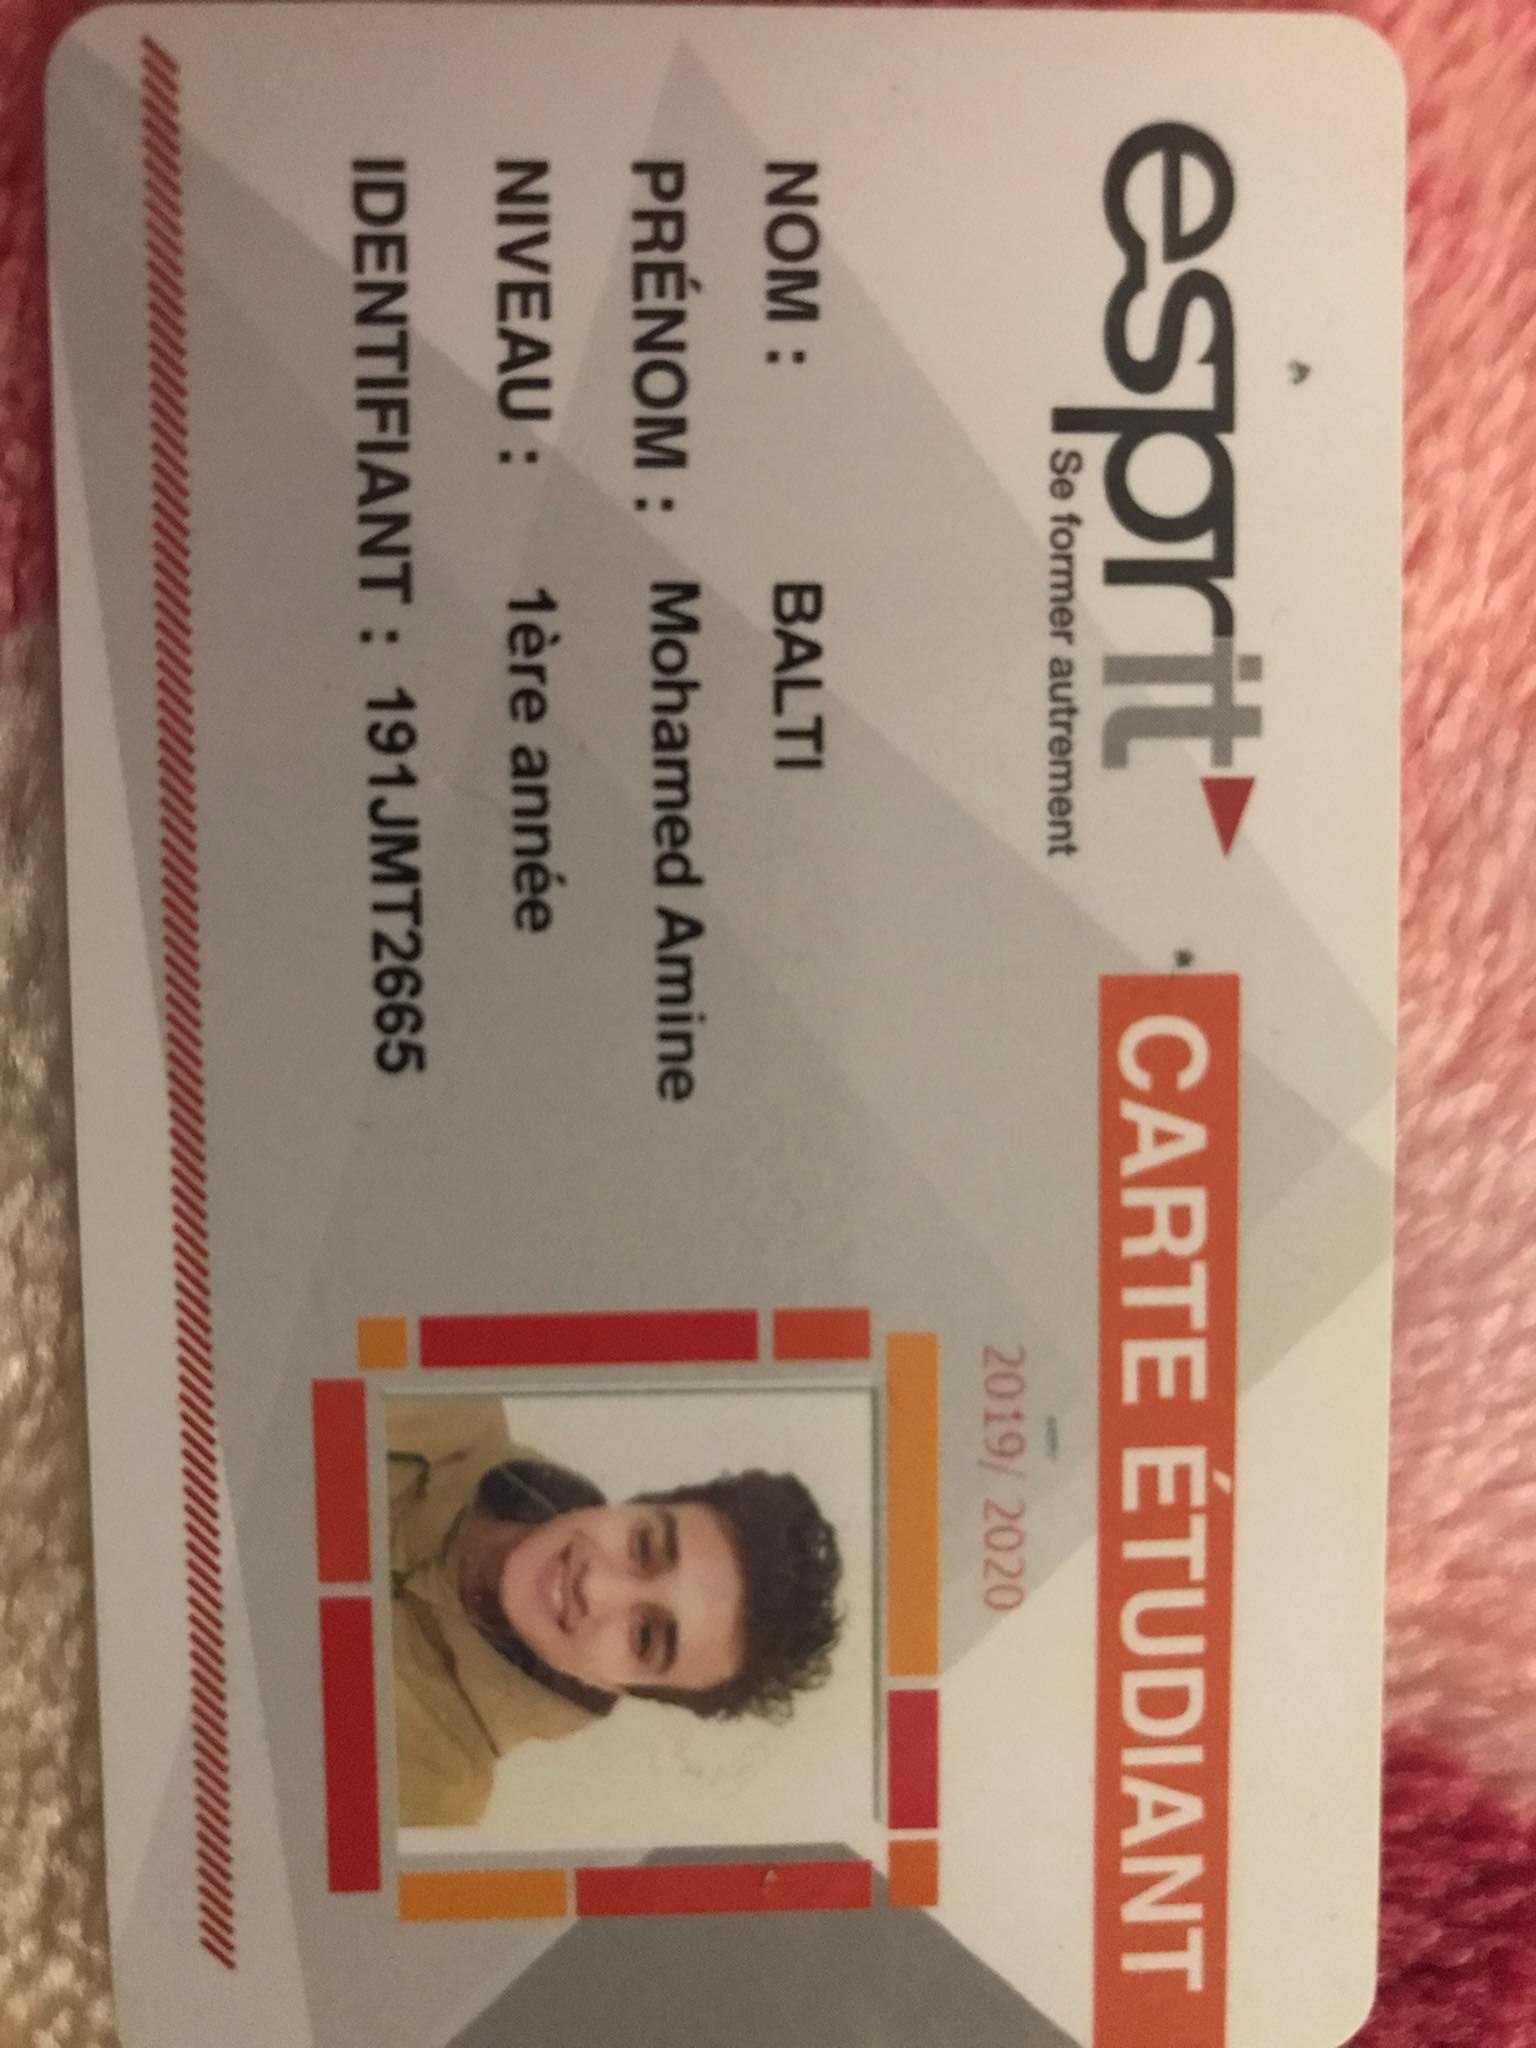 esprit
Se former autrement
CARTE ÉTUDIANT
2019/ 2020
NOM : BALTI
PRÉNOM : Mohamed Amine
NIVEAU : 1ère année
IDENTIFIANT : 191JMT2665